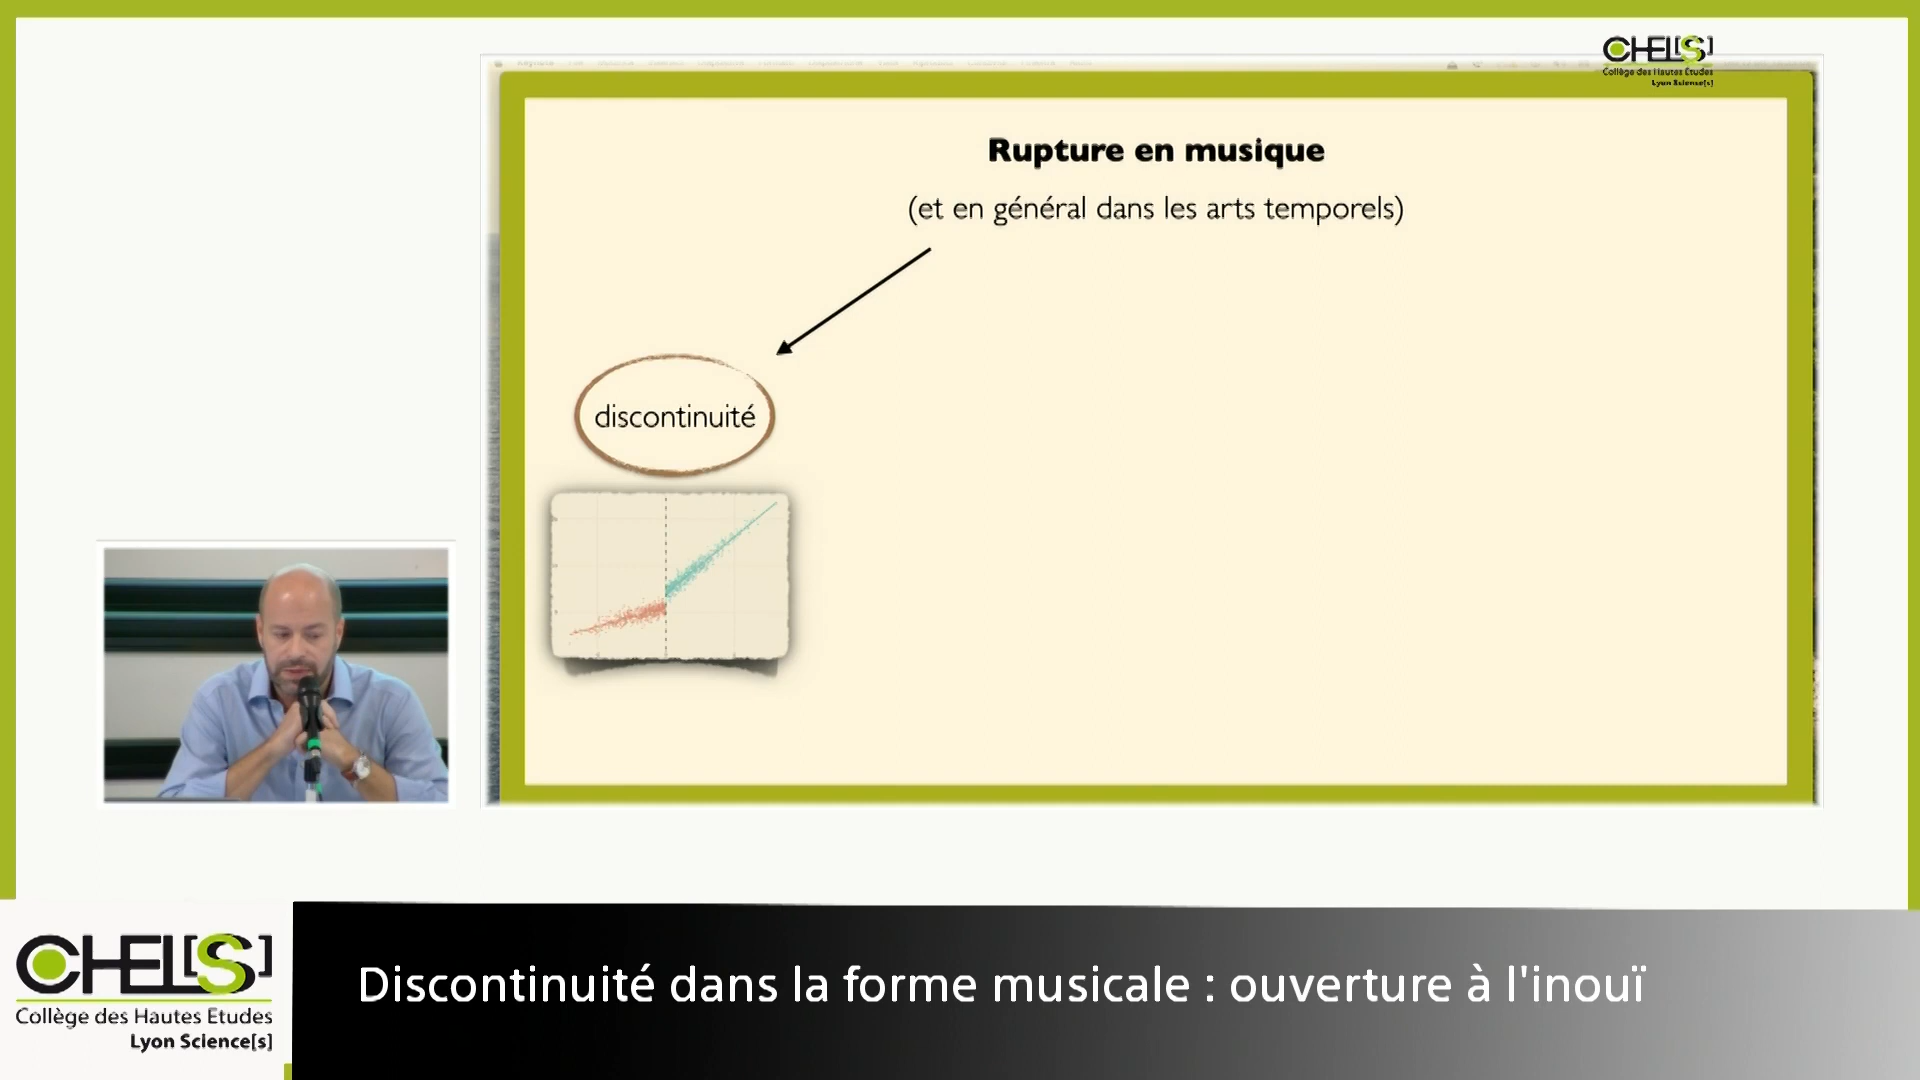 CHEL[S]
Collège des Hautes Etudes
Lyon Science[s]
Rupture en musique
(et en général dans les arts temporels)
discontinuité
CHEL[S]
Collège des Hautes Etudes
Lyon Science[s]
Discontinuité dans la forme musicale : ouverture à l'inouï